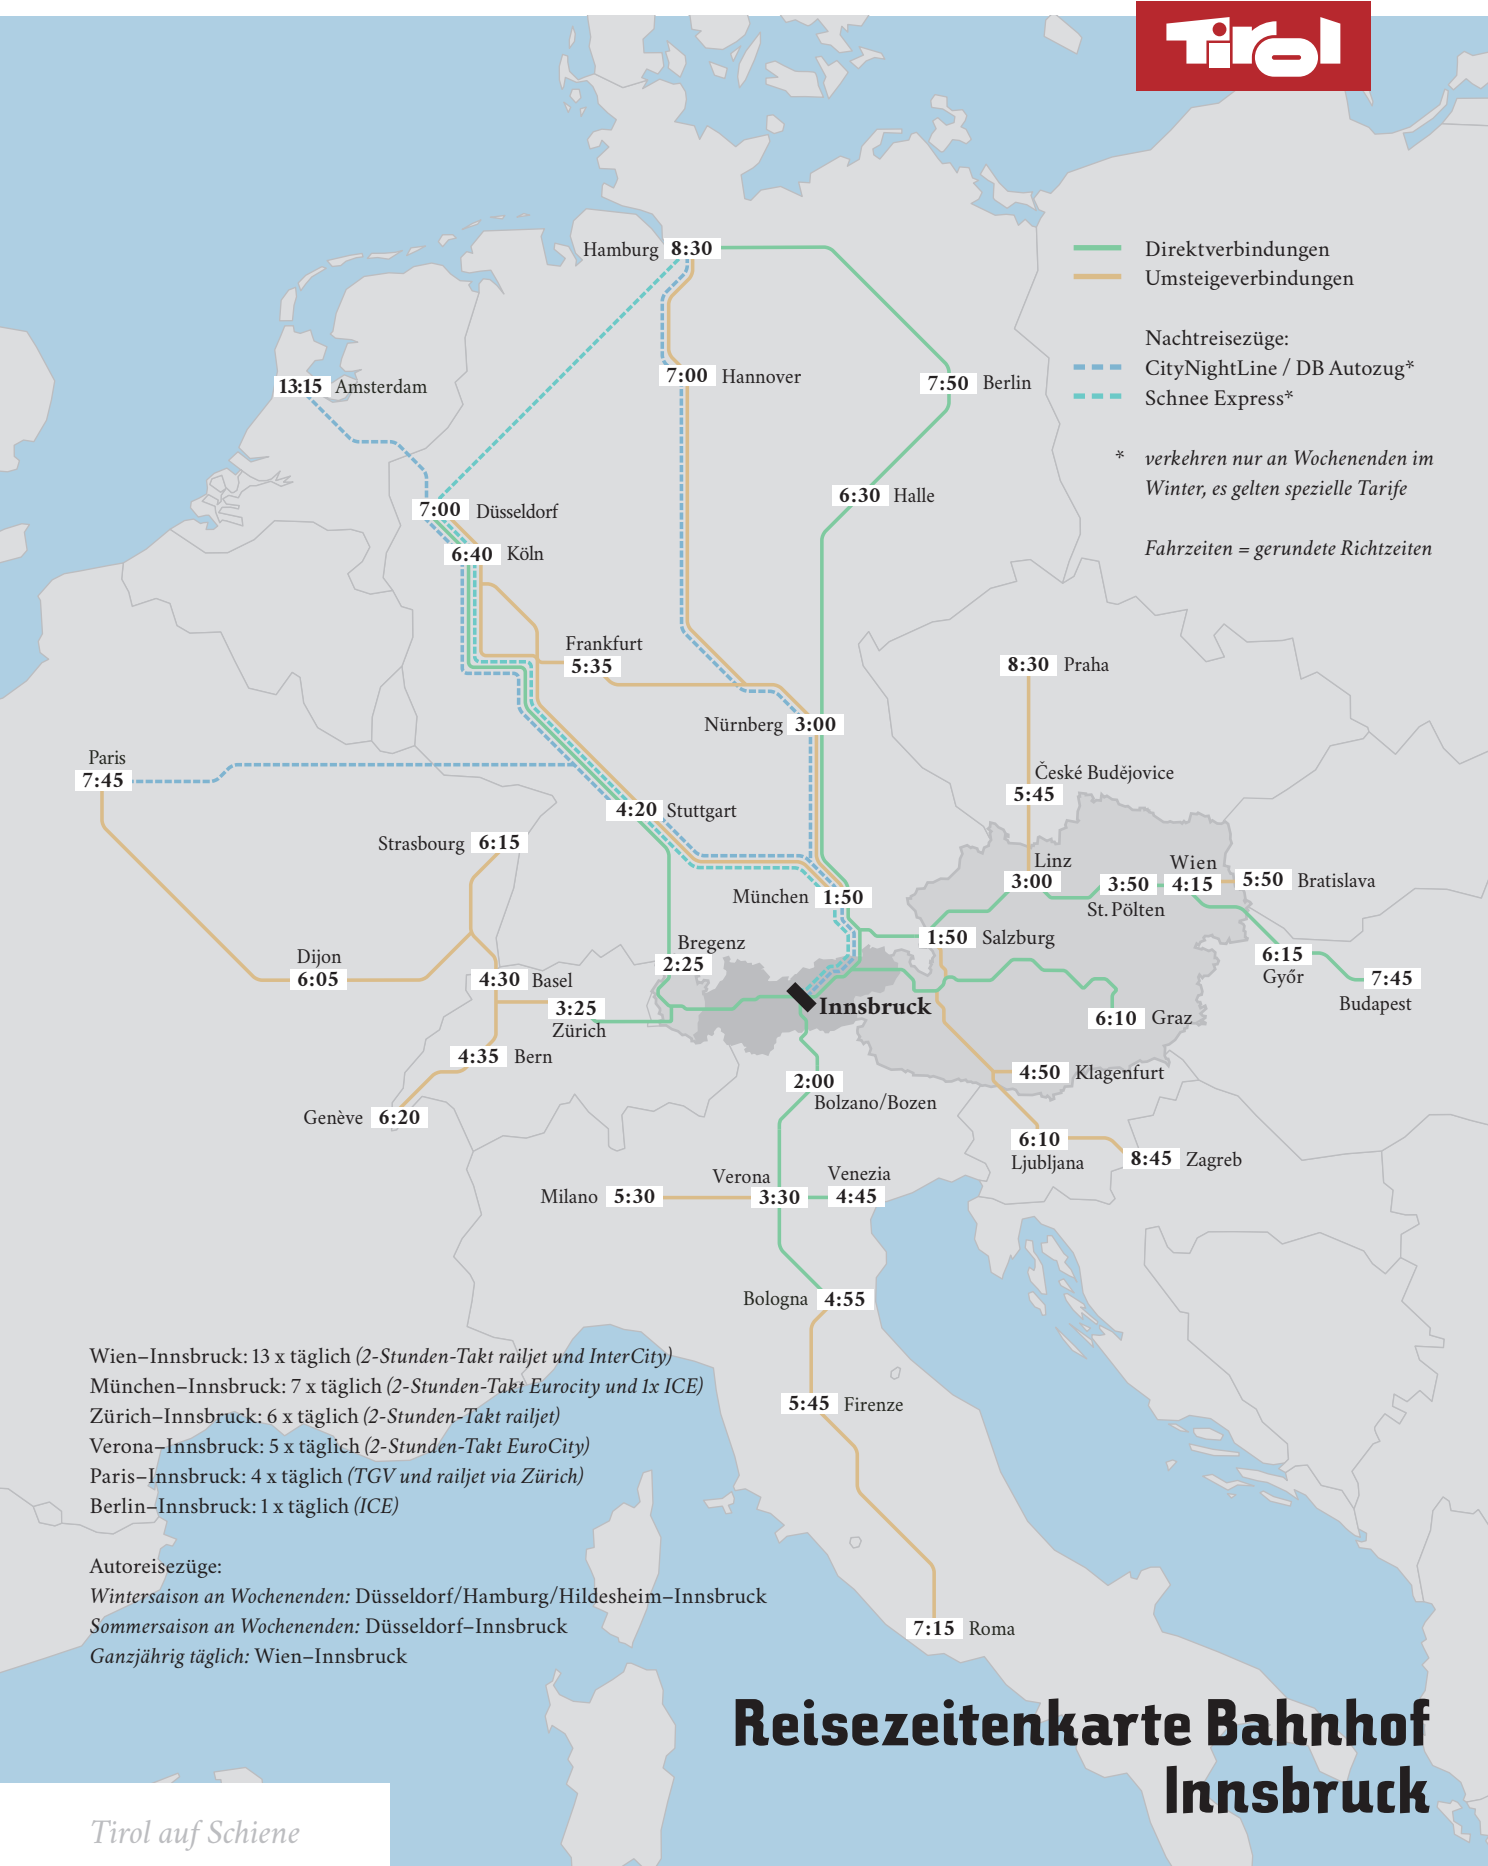 Tirol
Hamburg 8:30
Direktverbindungen
Umsteigeverbindungen
Nachtreisezüge:
CityNightLine / DB Autozug*
Schnee Express*
* verkehren nur an Wochenenden im
Winter, es gelten spezielle Tarife
Fahrzeiten = gerundete Richtzeiten
7:00 Hannover
7:50 Berlin
13:15 Amsterdam
6:30 Halle
7:00 Düsseldorf
6:40 Köln
Frankfurt
5:35
8:30 Praha
Nürnberg 3:00
Paris
7:45
České Budějovice
5:45
4:20 Stuttgart
Strasbourg 6:15
Linz
3:00
Wien
4:15
3:50
St. Pölten
5:50 Bratislava
München 1:50
1:50 Salzburg
Bregenz
2:25
Dijon
6:05
4:30 Basel
3:25
Zürich
Innsbruck
6:15
Győr
7:45
Budapest
6:10 Graz
4:35 Bern
4:50 Klagenfurt
2:00
Bolzano/Bozen
Genève 6:20
6:10
Ljubljana
8:45 Zagreb
Verona
3:30
Venezia
4:45
Milano 5:30
Bologna 4:55
5:45 Firenze
7:15 Roma
Wien–Innsbruck: 13 x täglich (2-Stunden-Takt railjet und InterCity)
München–Innsbruck: 7 x täglich (2-Stunden-Takt Eurocity und 1x ICE)
Zürich–Innsbruck: 6 x täglich (2-Stunden-Takt railjet)
Verona–Innsbruck: 5 x täglich (2-Stunden-Takt EuroCity)
Paris–Innsbruck: 4 x täglich (TGV und railjet via Zürich)
Berlin–Innsbruck: 1 x täglich (ICE)
Autoreisezüge:
Wintersaison an Wochenenden: Düsseldorf/Hamburg/Hildesheim–Innsbruck
Sommersaison an Wochenenden: Düsseldorf–Innsbruck
Ganzjährig täglich: Wien–Innsbruck
Reisezeitenkarte Bahnhof
Innsbruck
Tirol auf Schiene